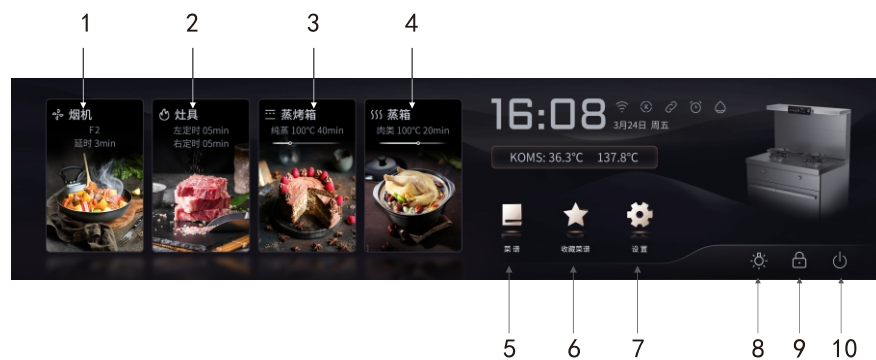 1 2 3 4
烟机
F2
延时 3min
灶具
左定时 05min
右定时 05min
蒸烤箱
纯蒸 100℃ 40min
蒸箱
肉类 100℃ 20min
16:08
3月24日 周五
KOMS: 36.3℃ 137.8℃
菜谱
收藏菜谱
设置
5 6 7 8 9 10